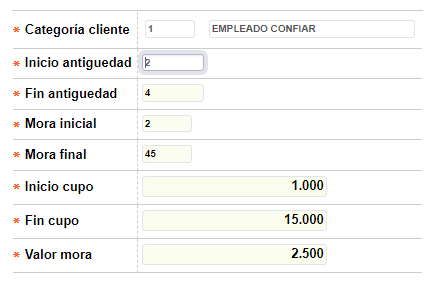 * Categoría cliente 1 EMPLEADO CONFIAR
* Inicio antiguedad 2
* Fin antiguedad 4
* Mora inicial 2
* Mora final 45
* Inicio cupo 1.000
* Fin cupo 15.000
* Valor mora 2.500